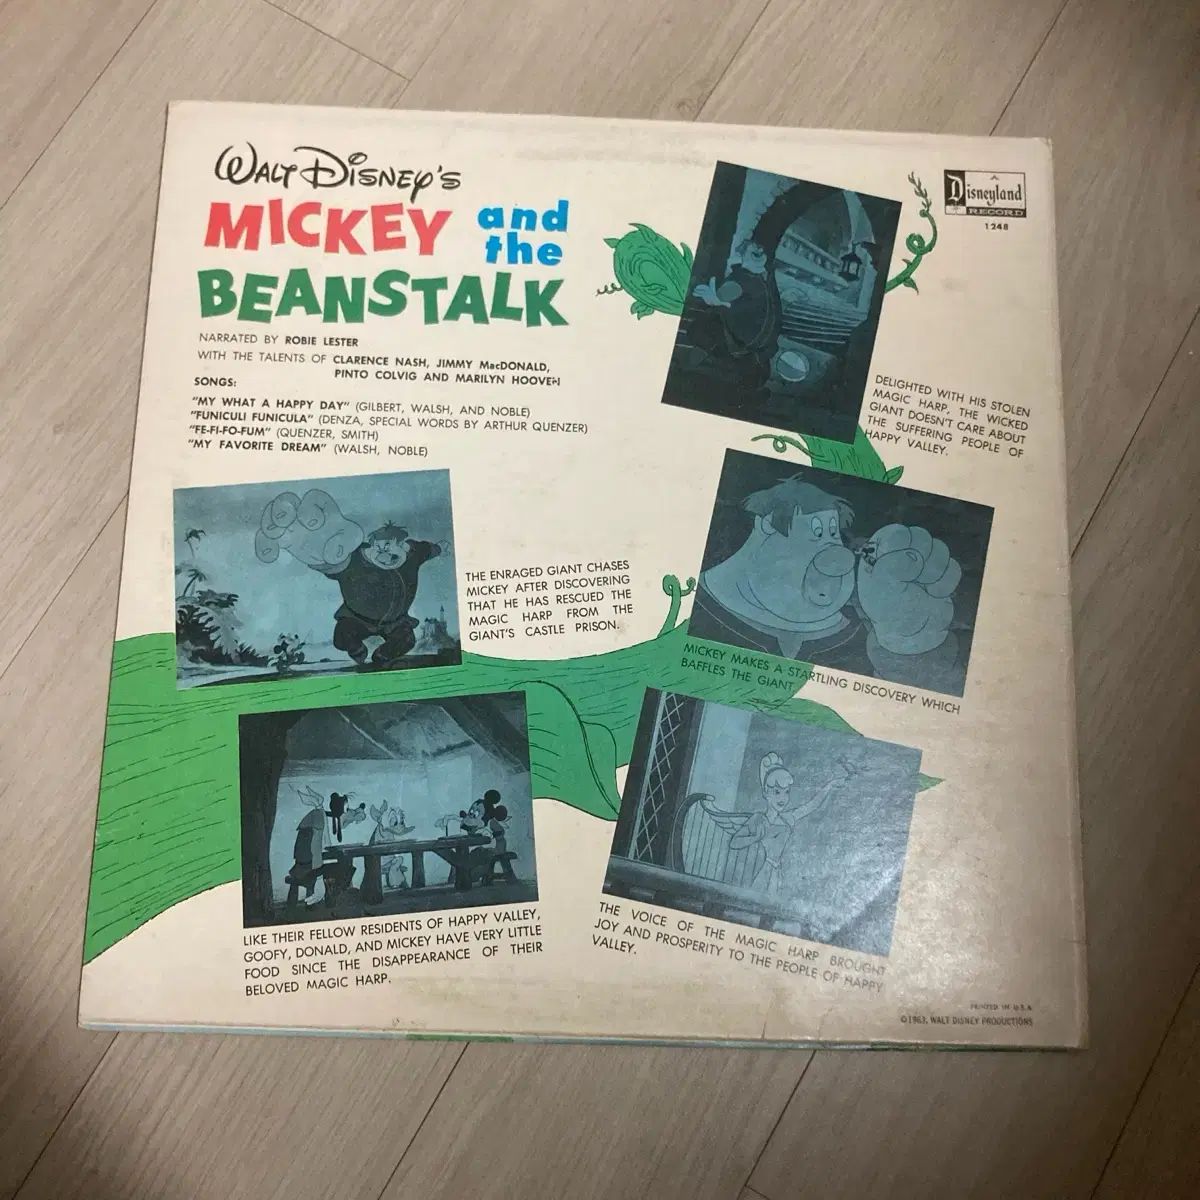 WALT DISNEY'S
MICKEY and
the
BEANSTALK
NARRATED BY ROBIE LESTER
WITH THE TALENTS OF CLARENCE NASH, JIMMY MacDONALD,
PINTO COLVIG AND MARILYN HOOVEN
SONGS:
"MY WHAT A HAPPY DAY" (GILBERT, WALSH, AND NOBLE)
"FUNICULI FUNICULA" (DENZA, SPECIAL WORDS BY ARTHUR QUENZER)
"FE-FI-FO-FUM" (QUENZER, SMITH)
"MY FAVORITE DREAM" (WALSH, NOBLE)
Disneyland
RECORD
1248
DELIGHTED WITH HIS STOLEN
MAGIC HARP, THE WICKED
GIANT DOESN'T CARE ABOUT
THE SUFFERING PEOPLE OF
HAPPY VALLEY.
THE ENRAGED GIANT CHASES
MICKEY AFTER DISCOVERING
THAT HE HAS RESCUED THE
MAGIC HARP FROM THE
GIANT'S CASTLE PRISON.
MICKEY MAKES A STARTLING DISCOVERY WHICH
BAFFLES THE GIANT.
LIKE THEIR FELLOW RESIDENTS OF HAPPY VALLEY,
GOOFY, DONALD, AND MICKEY HAVE VERY LITTLE
FOOD SINCE THE DISAPPEARANCE OF THEIR
BELOVED MAGIC HARP.
THE VOICE OF THE MAGIC HARP BROUGHT
JOY AND PROSPERITY TO THE PEOPLE OF HAPPY
VALLEY.
PRINTED IN U.S.A.
©1963, WALT DISNEY PRODUCTIONS